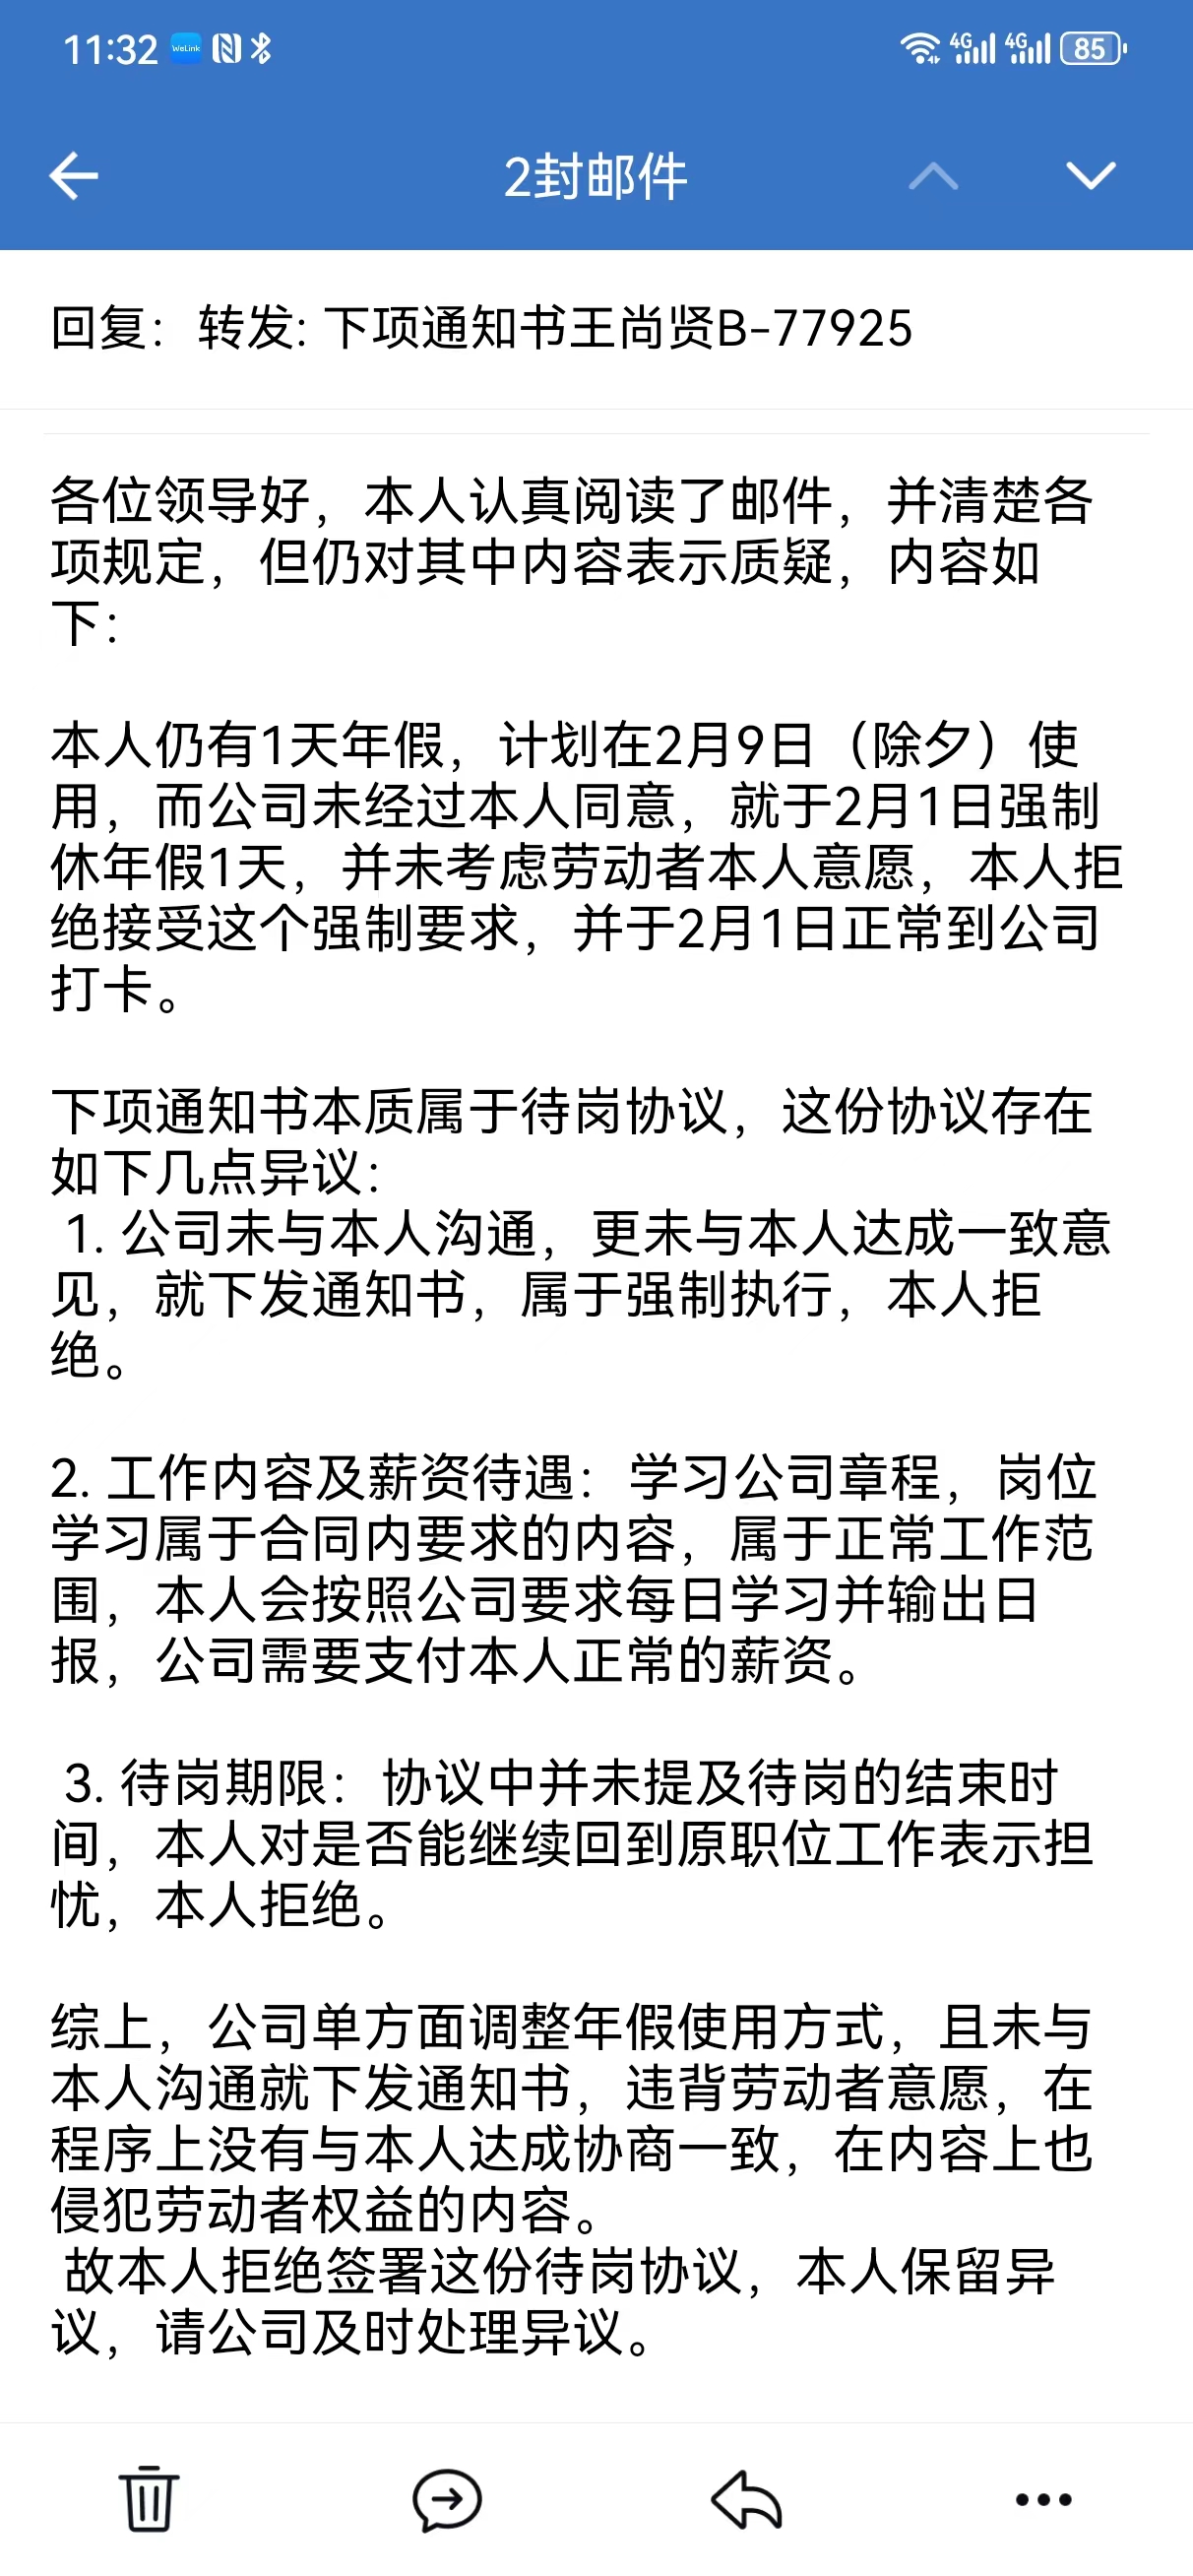 11:32 WeLink 4G 4G 85
2封邮件
回复：转发: 下项通知书王尚贤B-77925
各位领导好，本人认真阅读了邮件，并清楚各
项规定，但仍对其中内容表示质疑，内容如
下：
本人仍有1天年假，计划在2月9日（除夕）使
用，而公司未经过本人同意，就于2月1日强制
休年假1天，并未考虑劳动者本人意愿，本人拒
绝接受这个强制要求，并于2月1日正常到公司
打卡。
下项通知书本质属于待岗协议，这份协议存在
如下几点异议：
1. 公司未与本人沟通，更未与本人达成一致意
见，就下发通知书，属于强制执行，本人拒
绝。
2. 工作内容及薪资待遇：学习公司章程，岗位
学习属于合同内要求的内容，属于正常工作范
围，本人会按照公司要求每日学习并输出日
报，公司需要支付本人正常的薪资。
3. 待岗期限：协议中并未提及待岗的结束时
间，本人对是否能继续回到原职位工作表示担
忧，本人拒绝。
综上，公司单方面调整年假使用方式，且未与
本人沟通就下发通知书，违背劳动者意愿，在
程序上没有与本人达成协商一致，在内容上也
侵犯劳动者权益的内容。
故本人拒绝签署这份待岗协议，本人保留异
议，请公司及时处理异议。